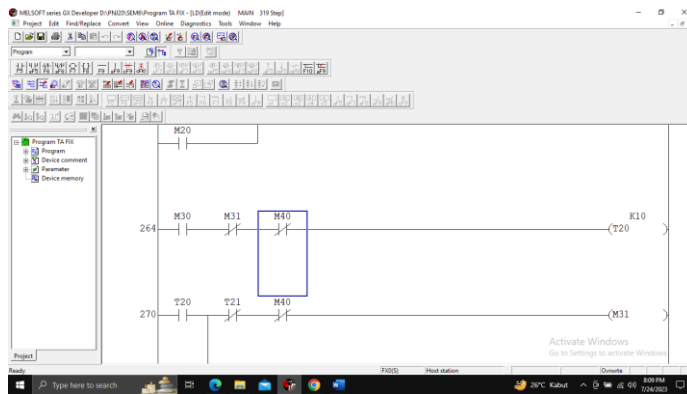 MELSOFT series GX Developer D:\PNJ20\SEM8\Program TA FIX - [LD(Edit mode) MAIN 319 Step]
Project Edit Find/Replace Convert View Online Diagnostics Tools Window Help
Program
Program TA FIX
Program
Device comment
Parameter
Device memory
M20
M30 M31 M40 K10
264 (T20 )
T20 T21 M40
270 (M31 )
Activate Windows
Go to Settings to activate Windows.
Project
Ready FX0(S) Host station Ovrwrte
Type here to search 26°C Kabut 8:09 PM
7/24/2023